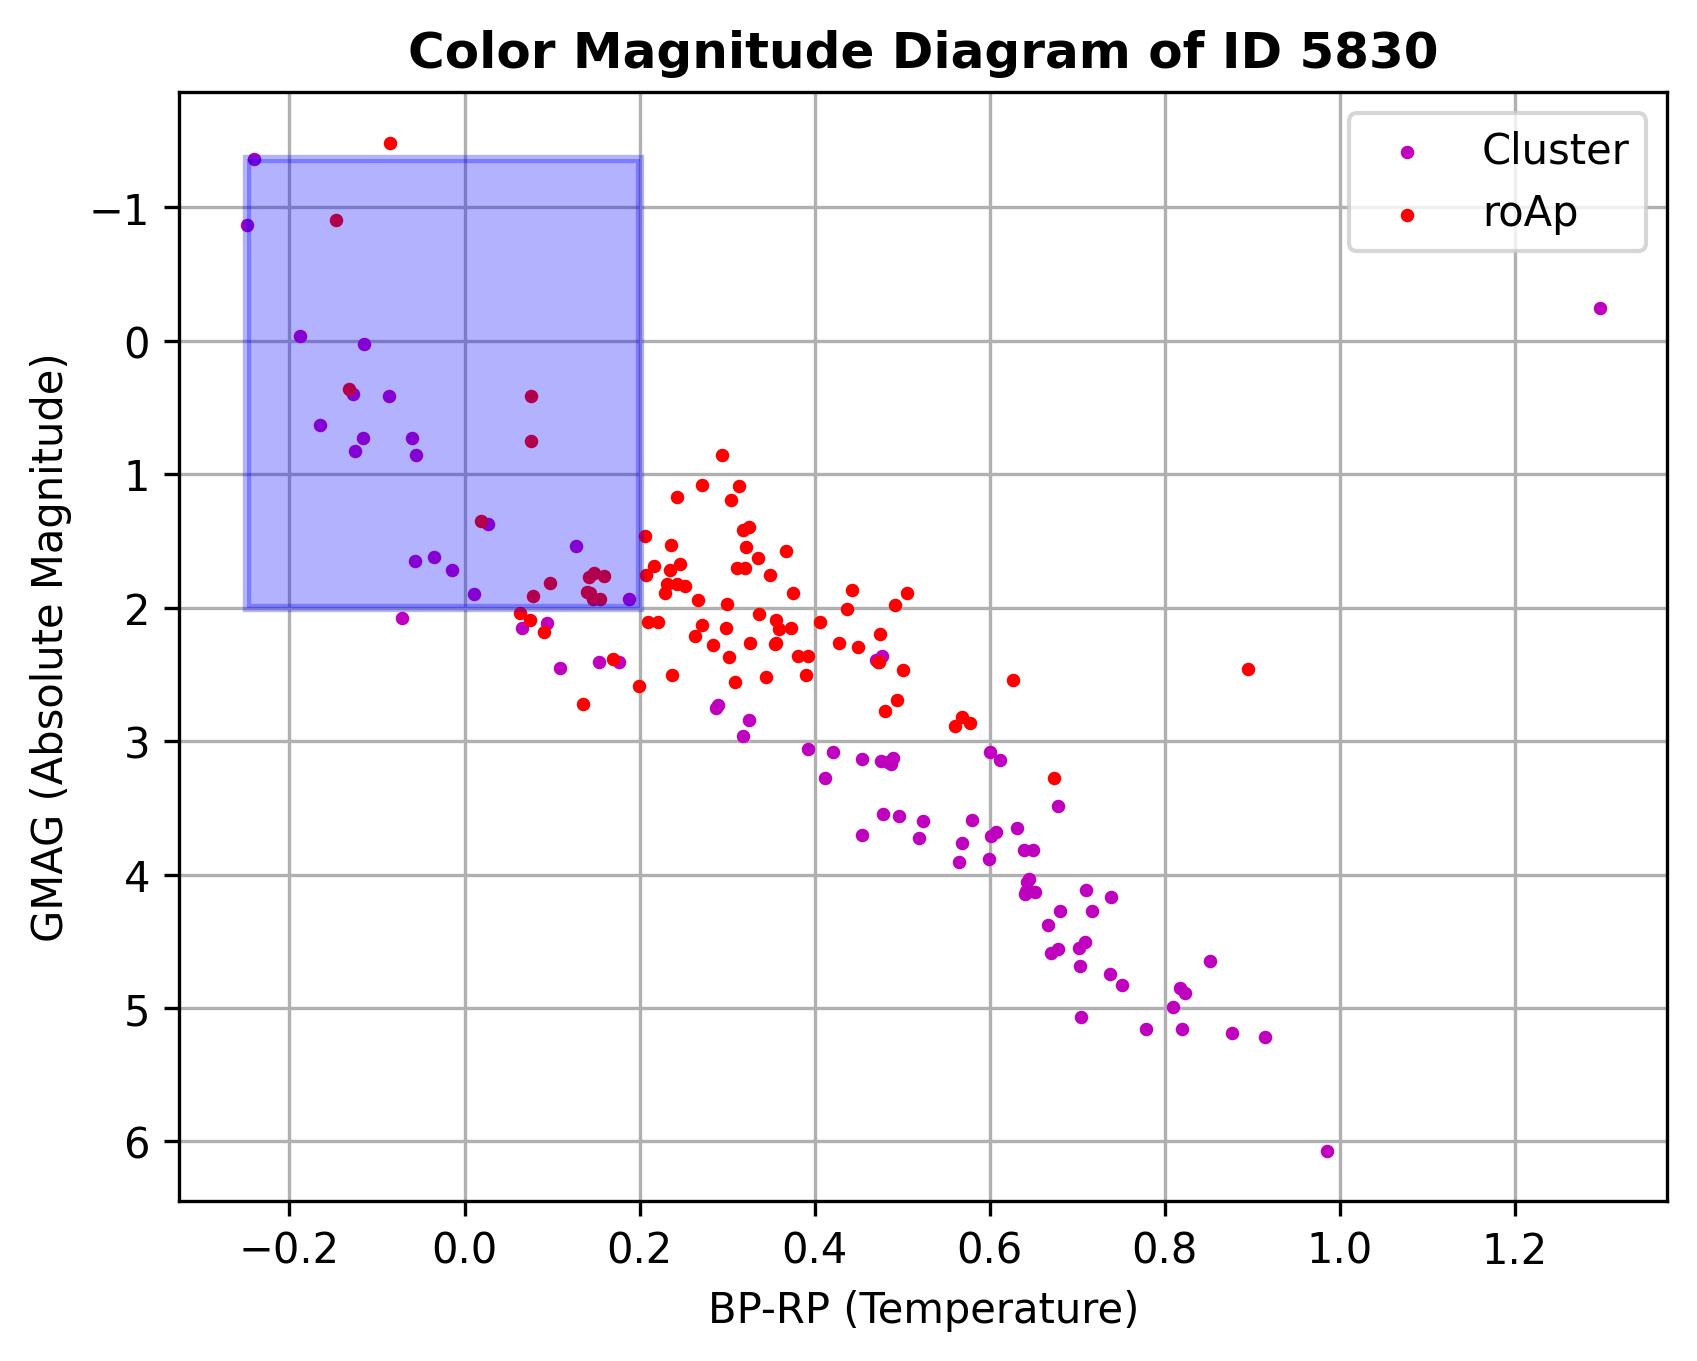 Color Magnitude Diagram of ID 5830
Cluster
roAp
GMAG (Absolute Magnitude)
−1
0
1
2
3
4
5
6
−0.2 0.0 0.2 0.4 0.6 0.8 1.0 1.2
BP-RP (Temperature)